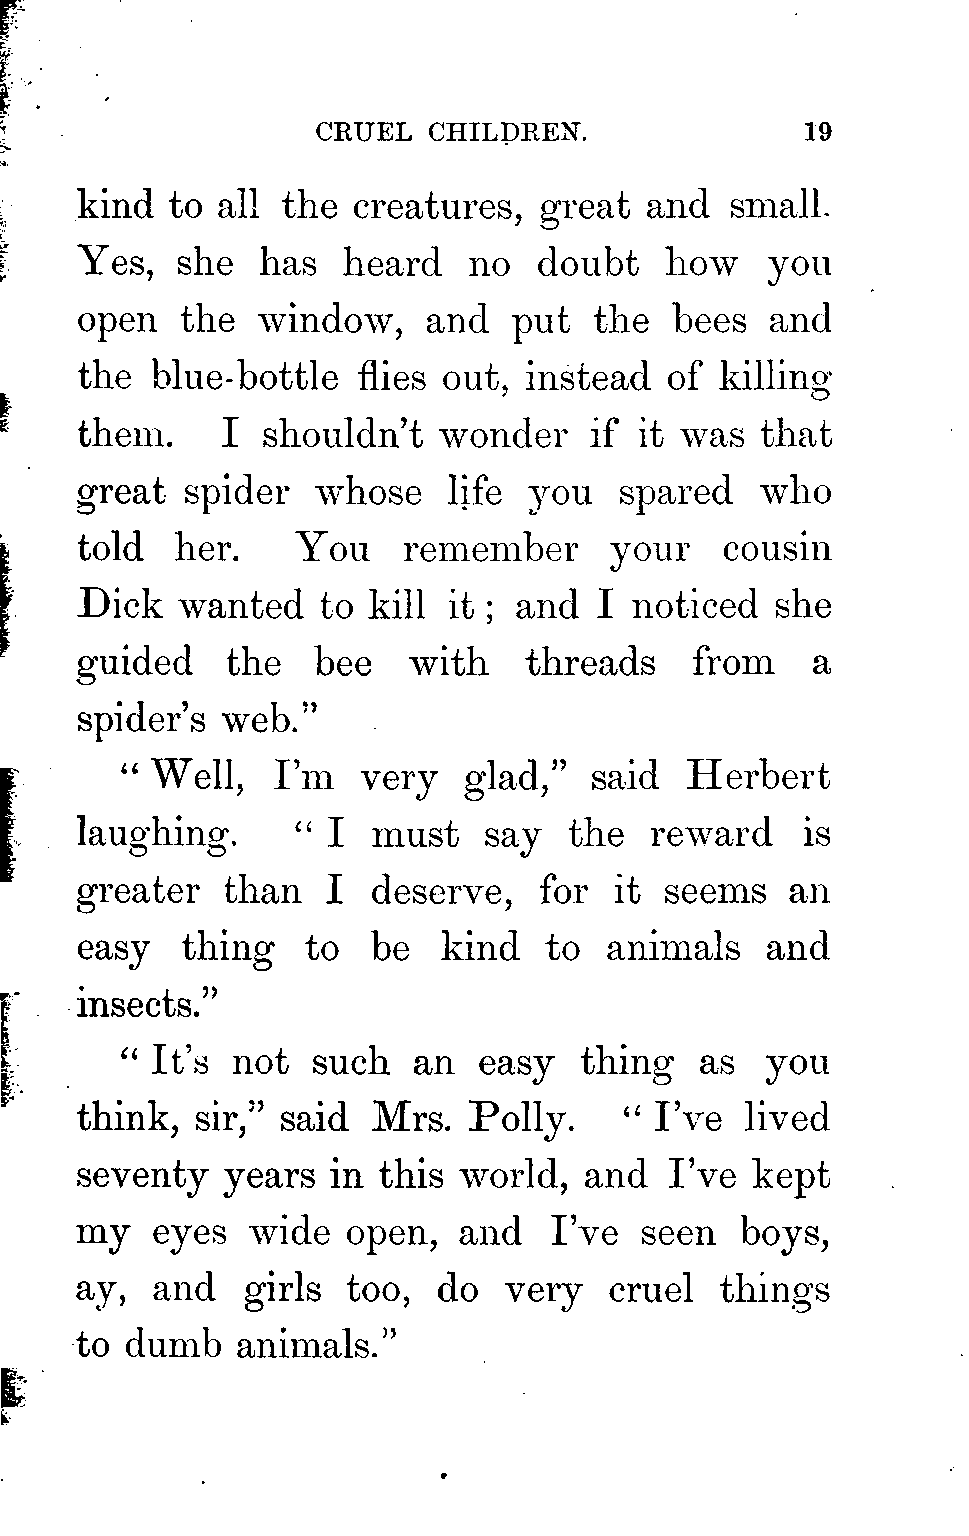 CRUEL CHILDREN. 19
kind to all the creatures, great and small.
Yes, she has heard no doubt how you
open the window, and put the bees and
the blue-bottle flies out, instead of killing
them. I shouldn't wonder if it was that
great spider whose life you spared who
told her. You remember your cousin
Dick wanted to kill it; and I noticed she
guided the bee with threads from a
spider's web."
"Well, I'm very glad," said Herbert
laughing. "I must say the reward is
greater than I deserve, for it seems an
easy thing to be kind to animals and
insects."
"It's not such an easy thing as you
think, sir," said Mrs. Polly. "I've lived
seventy years in this world, and I've kept
my eyes wide open, and I've seen boys,
ay, and girls too, do very cruel things
to dumb animals."